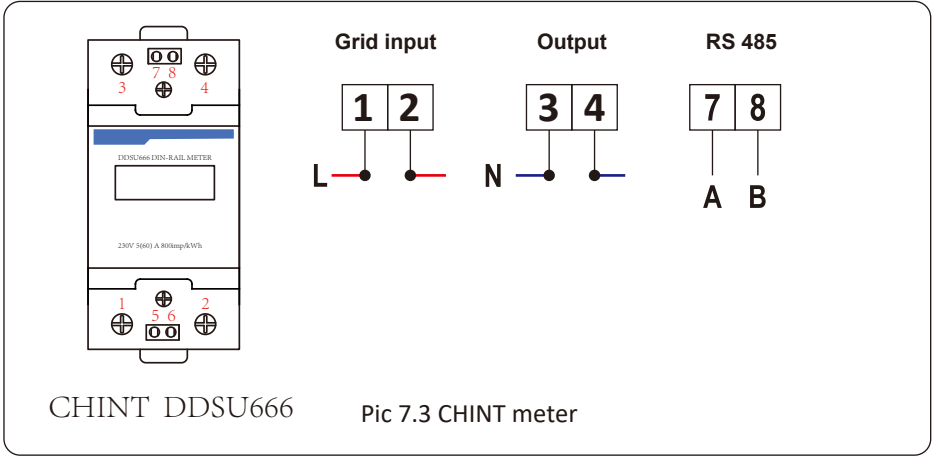 7 8
3 4
DDSU666 DIN-RAIL METER
230V 5(60) A 800imp/kWh
1 2
5 6
CHINT DDSU666
Grid input Output RS 485
1 2 3 4 7 8
L N
A B
Pic 7.3 CHINT meter